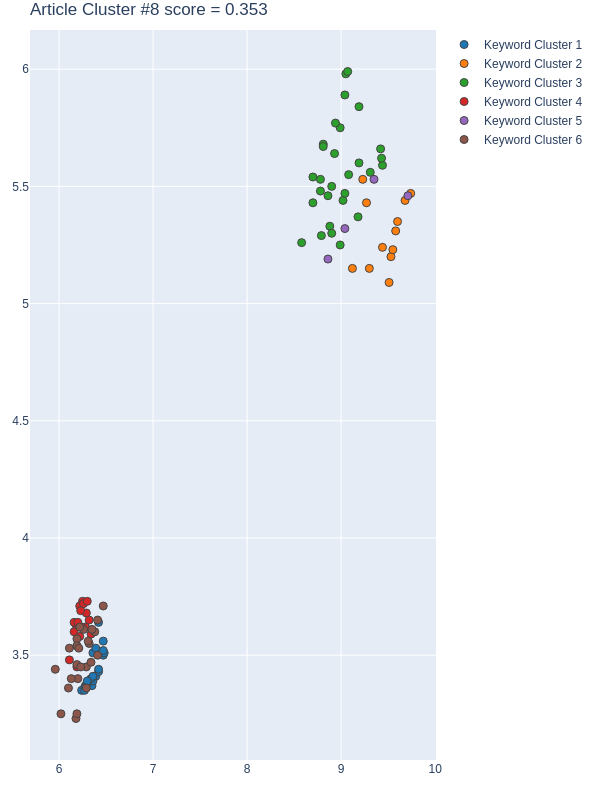 Article Cluster #8 score = 0.353
Keyword Cluster 1
Keyword Cluster 2
Keyword Cluster 3
Keyword Cluster 4
Keyword Cluster 5
Keyword Cluster 6
6
5.5
5
4.5
4
3.5
6 7 8 9 10